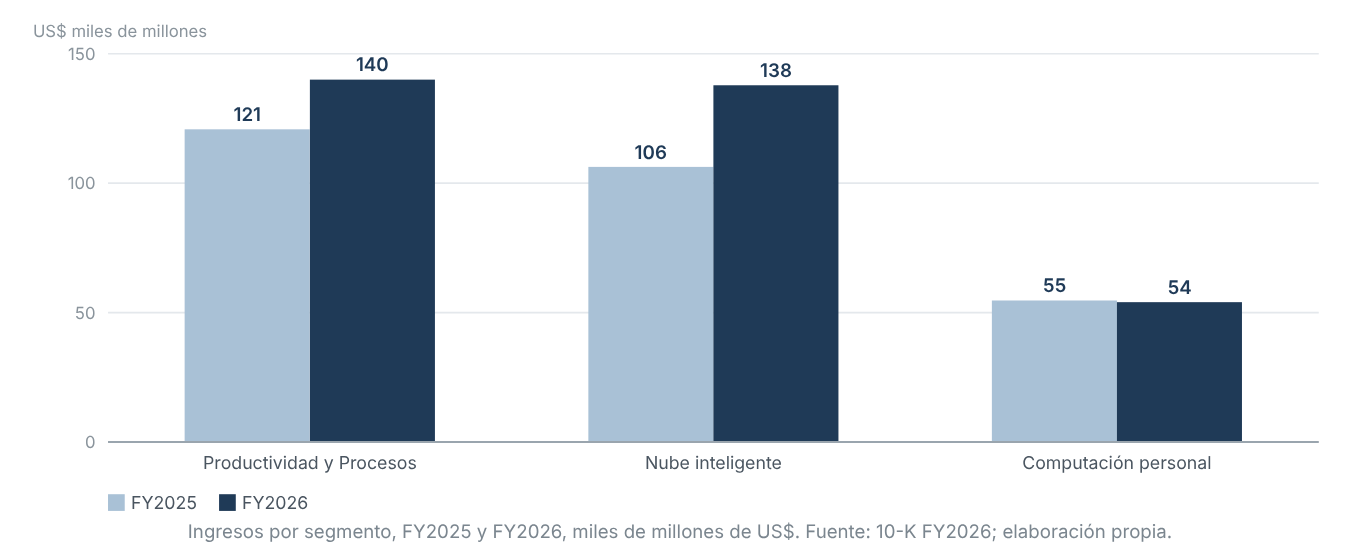 US$ miles de millones
150
140
138
121
106
100
55
54
50
0
Productividad y Procesos Nube inteligente Computación personal
FY2025 FY2026
Ingresos por segmento, FY2025 y FY2026, miles de millones de US$. Fuente: 10-K FY2026; elaboración propia.